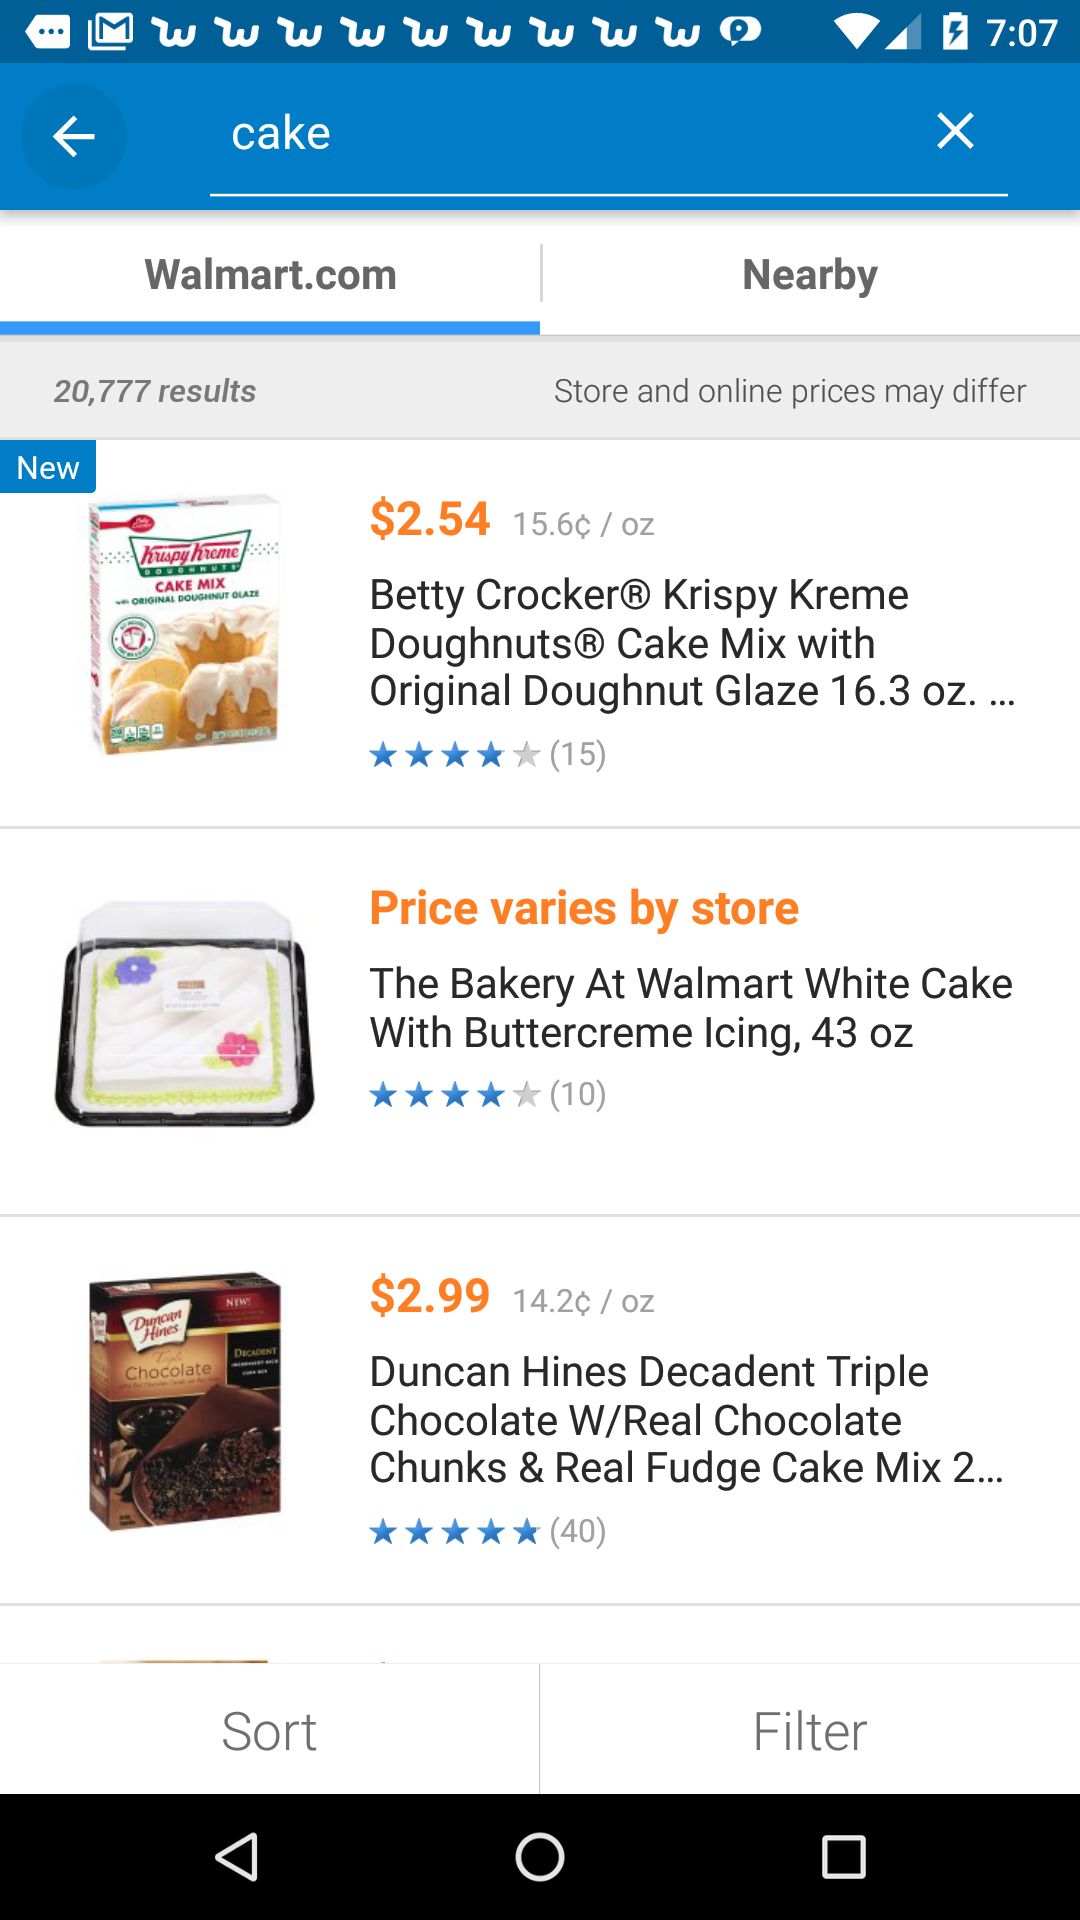 7:07
cake
Walmart.com
Nearby
20,777 results
Store and online prices may differ
New
$2.54 15.6¢ / oz
Betty Crocker® Krispy Kreme
Doughnuts® Cake Mix with
Original Doughnut Glaze 16.3 oz. ...
(15)
Krispy Kreme
DOUGHNUTS
CAKE MIX
with ORIGINAL DOUGHNUT GLAZE
Price varies by store
The Bakery At Walmart White Cake
With Buttercreme Icing, 43 oz
(10)
$2.99 14.2¢ / oz
Duncan Hines Decadent Triple
Chocolate W/Real Chocolate
Chunks & Real Fudge Cake Mix 2...
(40)
NEW!
Duncan
Hines
DECADENT
Triple
Chocolate
Sort
Filter